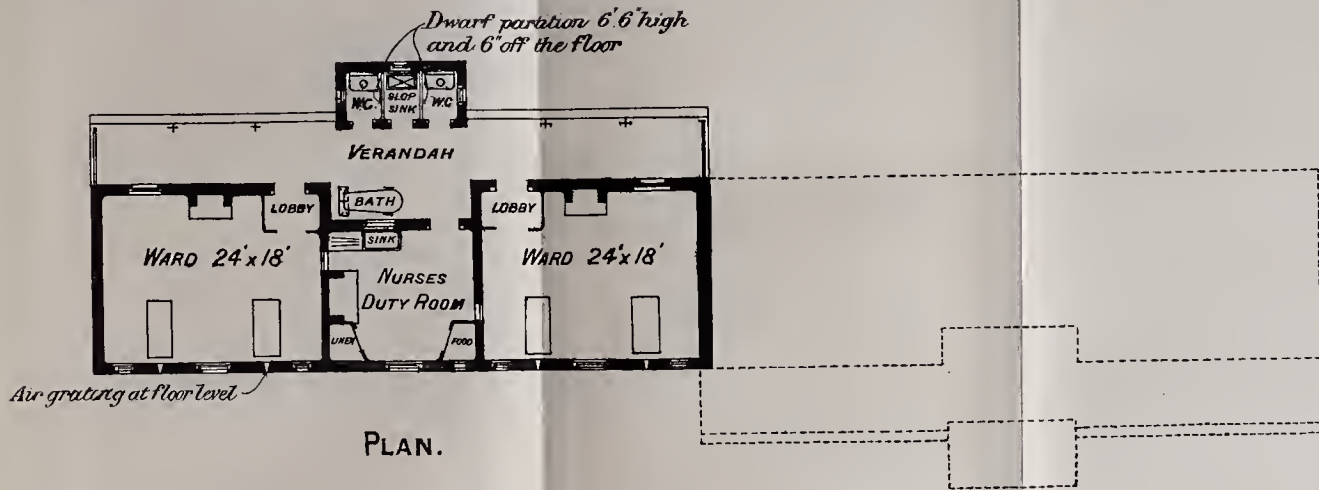 Dwarf partition 6'.6" high
and 6" off the floor
W.C.
SLOP
SINK
W.C
VERANDAH
LOBBY
BATH
LOBBY
WARD 24'x18'
SINK
WARD 24'x18'
NURSES
DUTY ROOM
LINEN
FOOD
Air grating at floor level
PLAN.